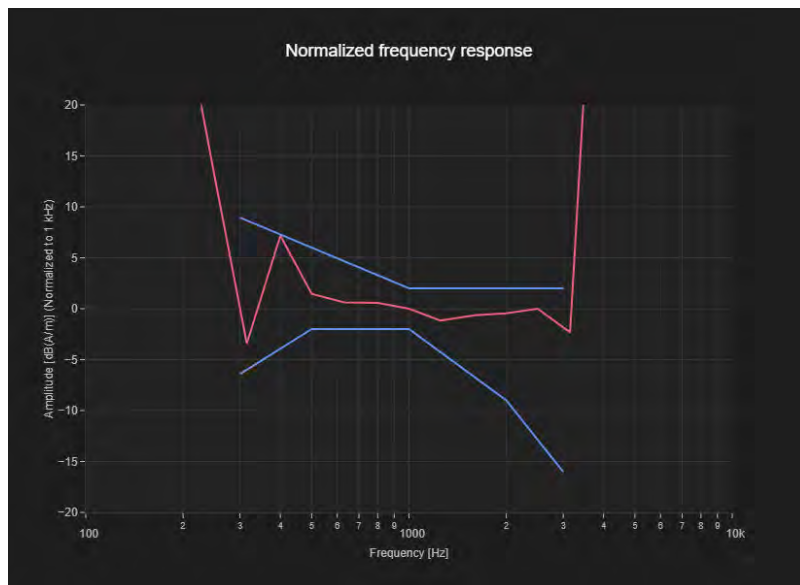 Normalized frequency response
Amplitude [dB(A/m)] (Normalized to 1 kHz)
20
15
10
5
0
−5
−10
−15
−20
100 2 3 4 5 6 7 8 9 1000 2 3 4 5 6 7 8 9 10k
Frequency [Hz]